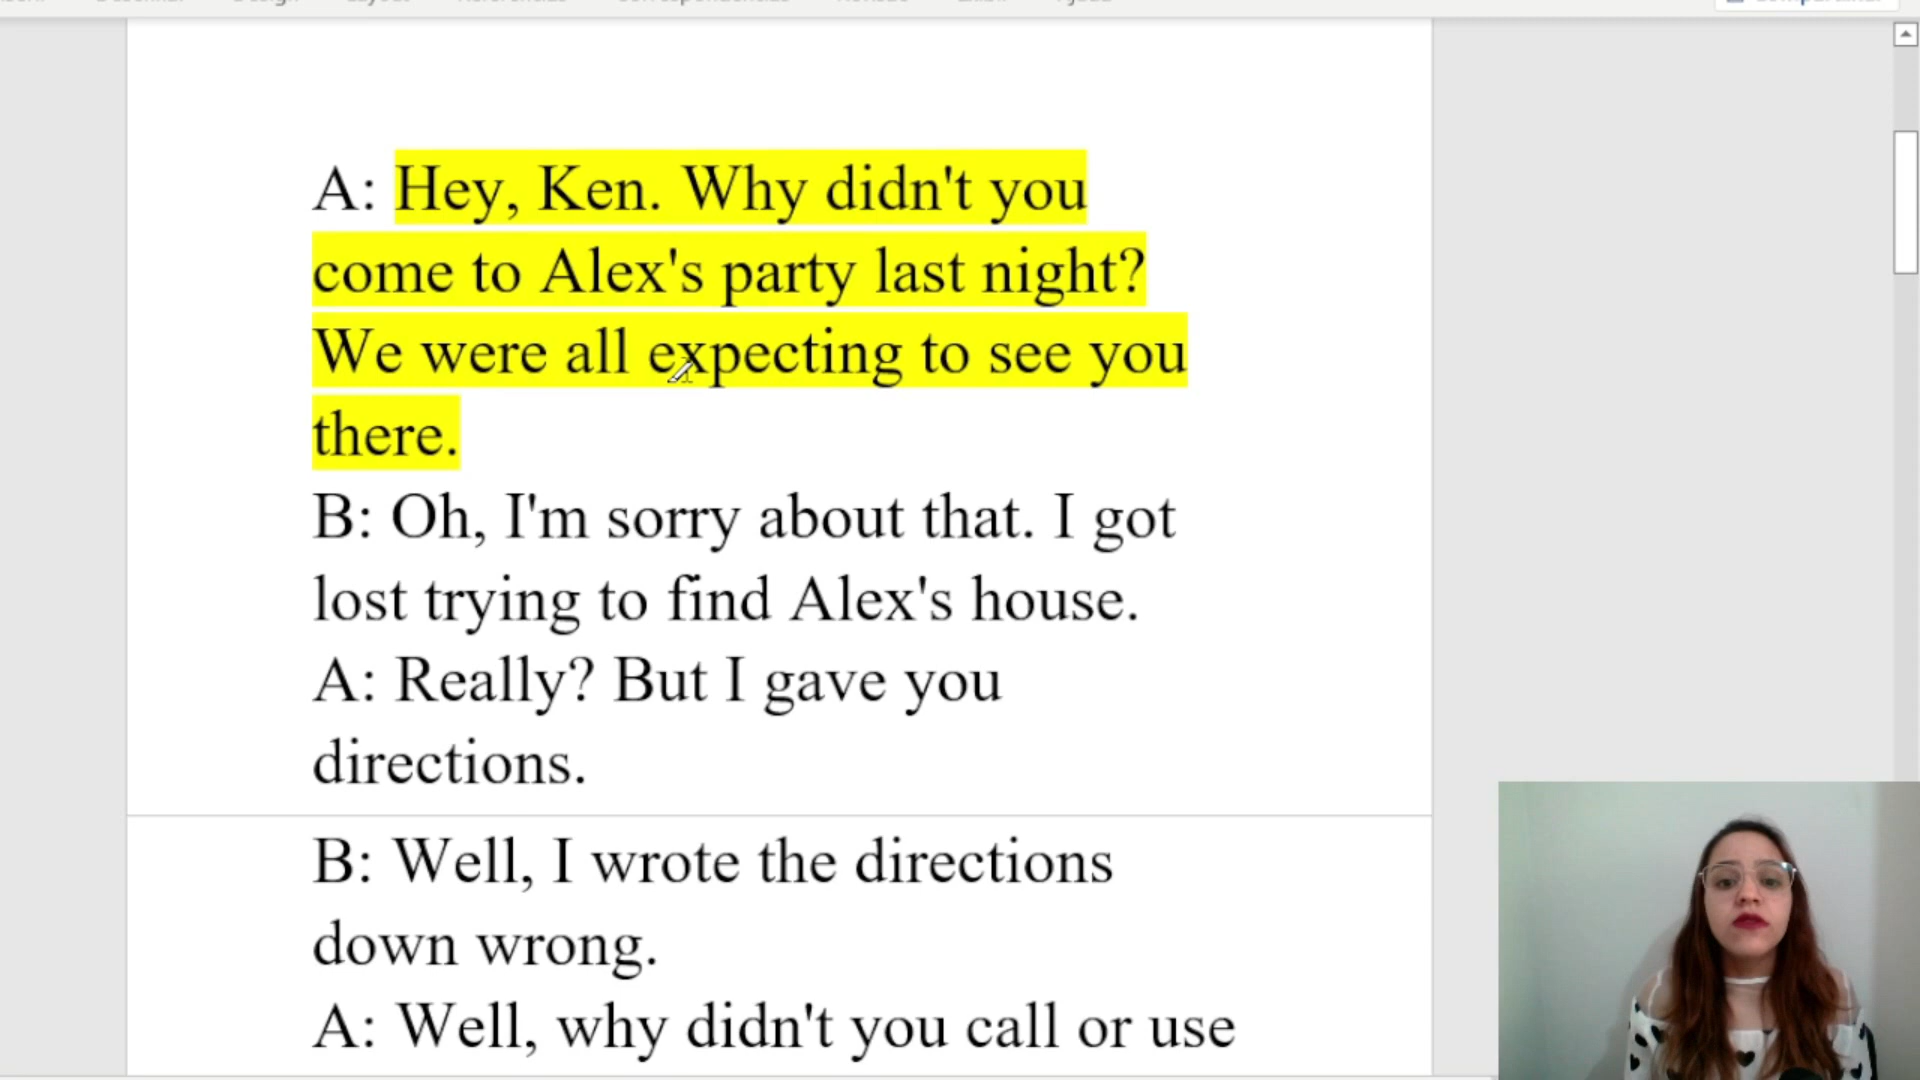 A: Hey, Ken. Why didn't you
come to Alex's party last night?
We were all expecting to see you
there.
B: Oh, I'm sorry about that. I got
lost trying to find Alex's house.
A: Really? But I gave you
directions.
B: Well, I wrote the directions
down wrong.
A: Well, why didn't you call or use